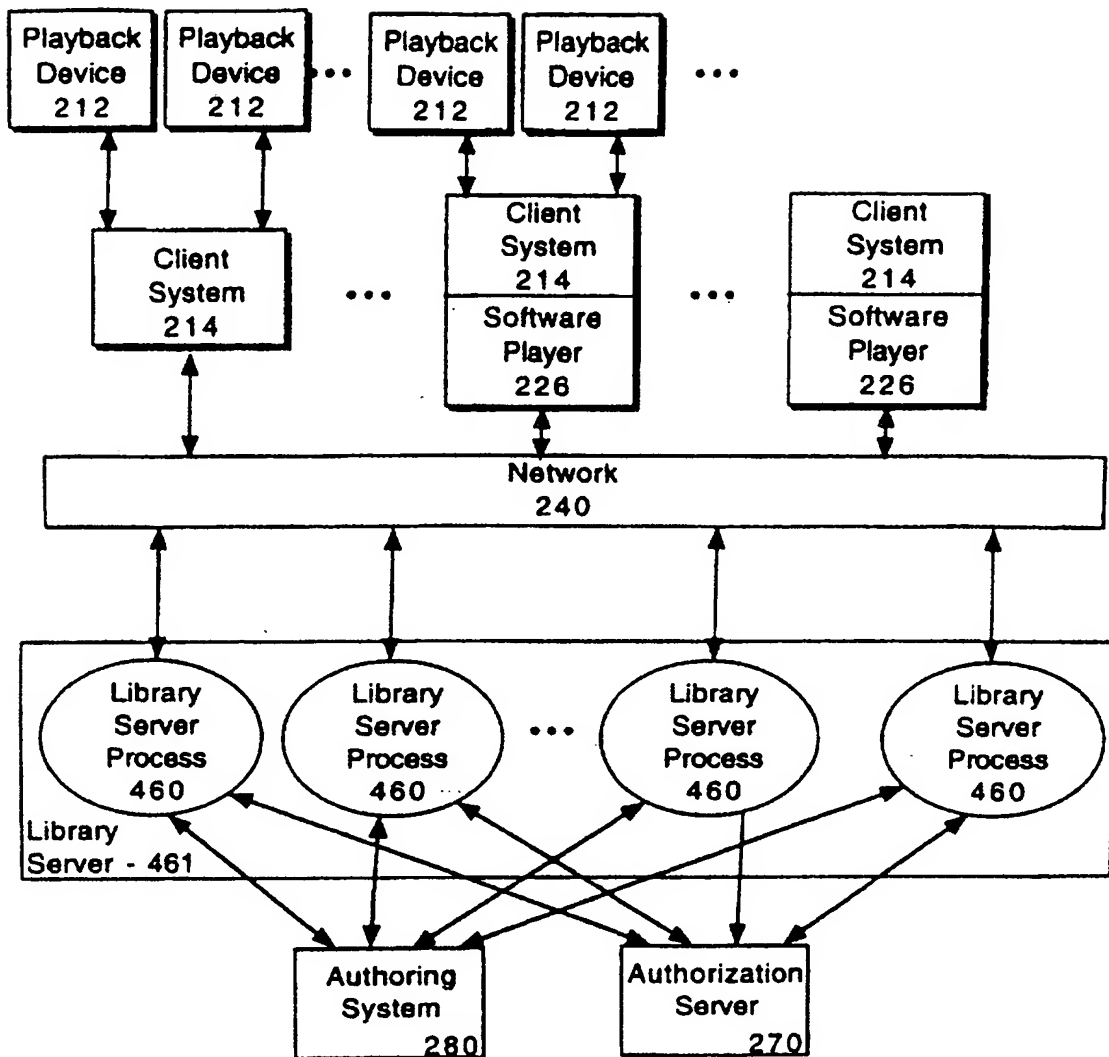 Playback
Device
212
Playback
Device
212
Playback
Device
212
Playback
Device
212
Client
System
214
Client
System
214
Software
Player
226
Client
System
214
Software
Player
226
Network
240
Library
Server
Process
460
Library
Server
Process
460
Library
Server
Process
460
Library
Server
Process
460
Library
Server - 461
Authoring
System
280
Authorization
Server
270